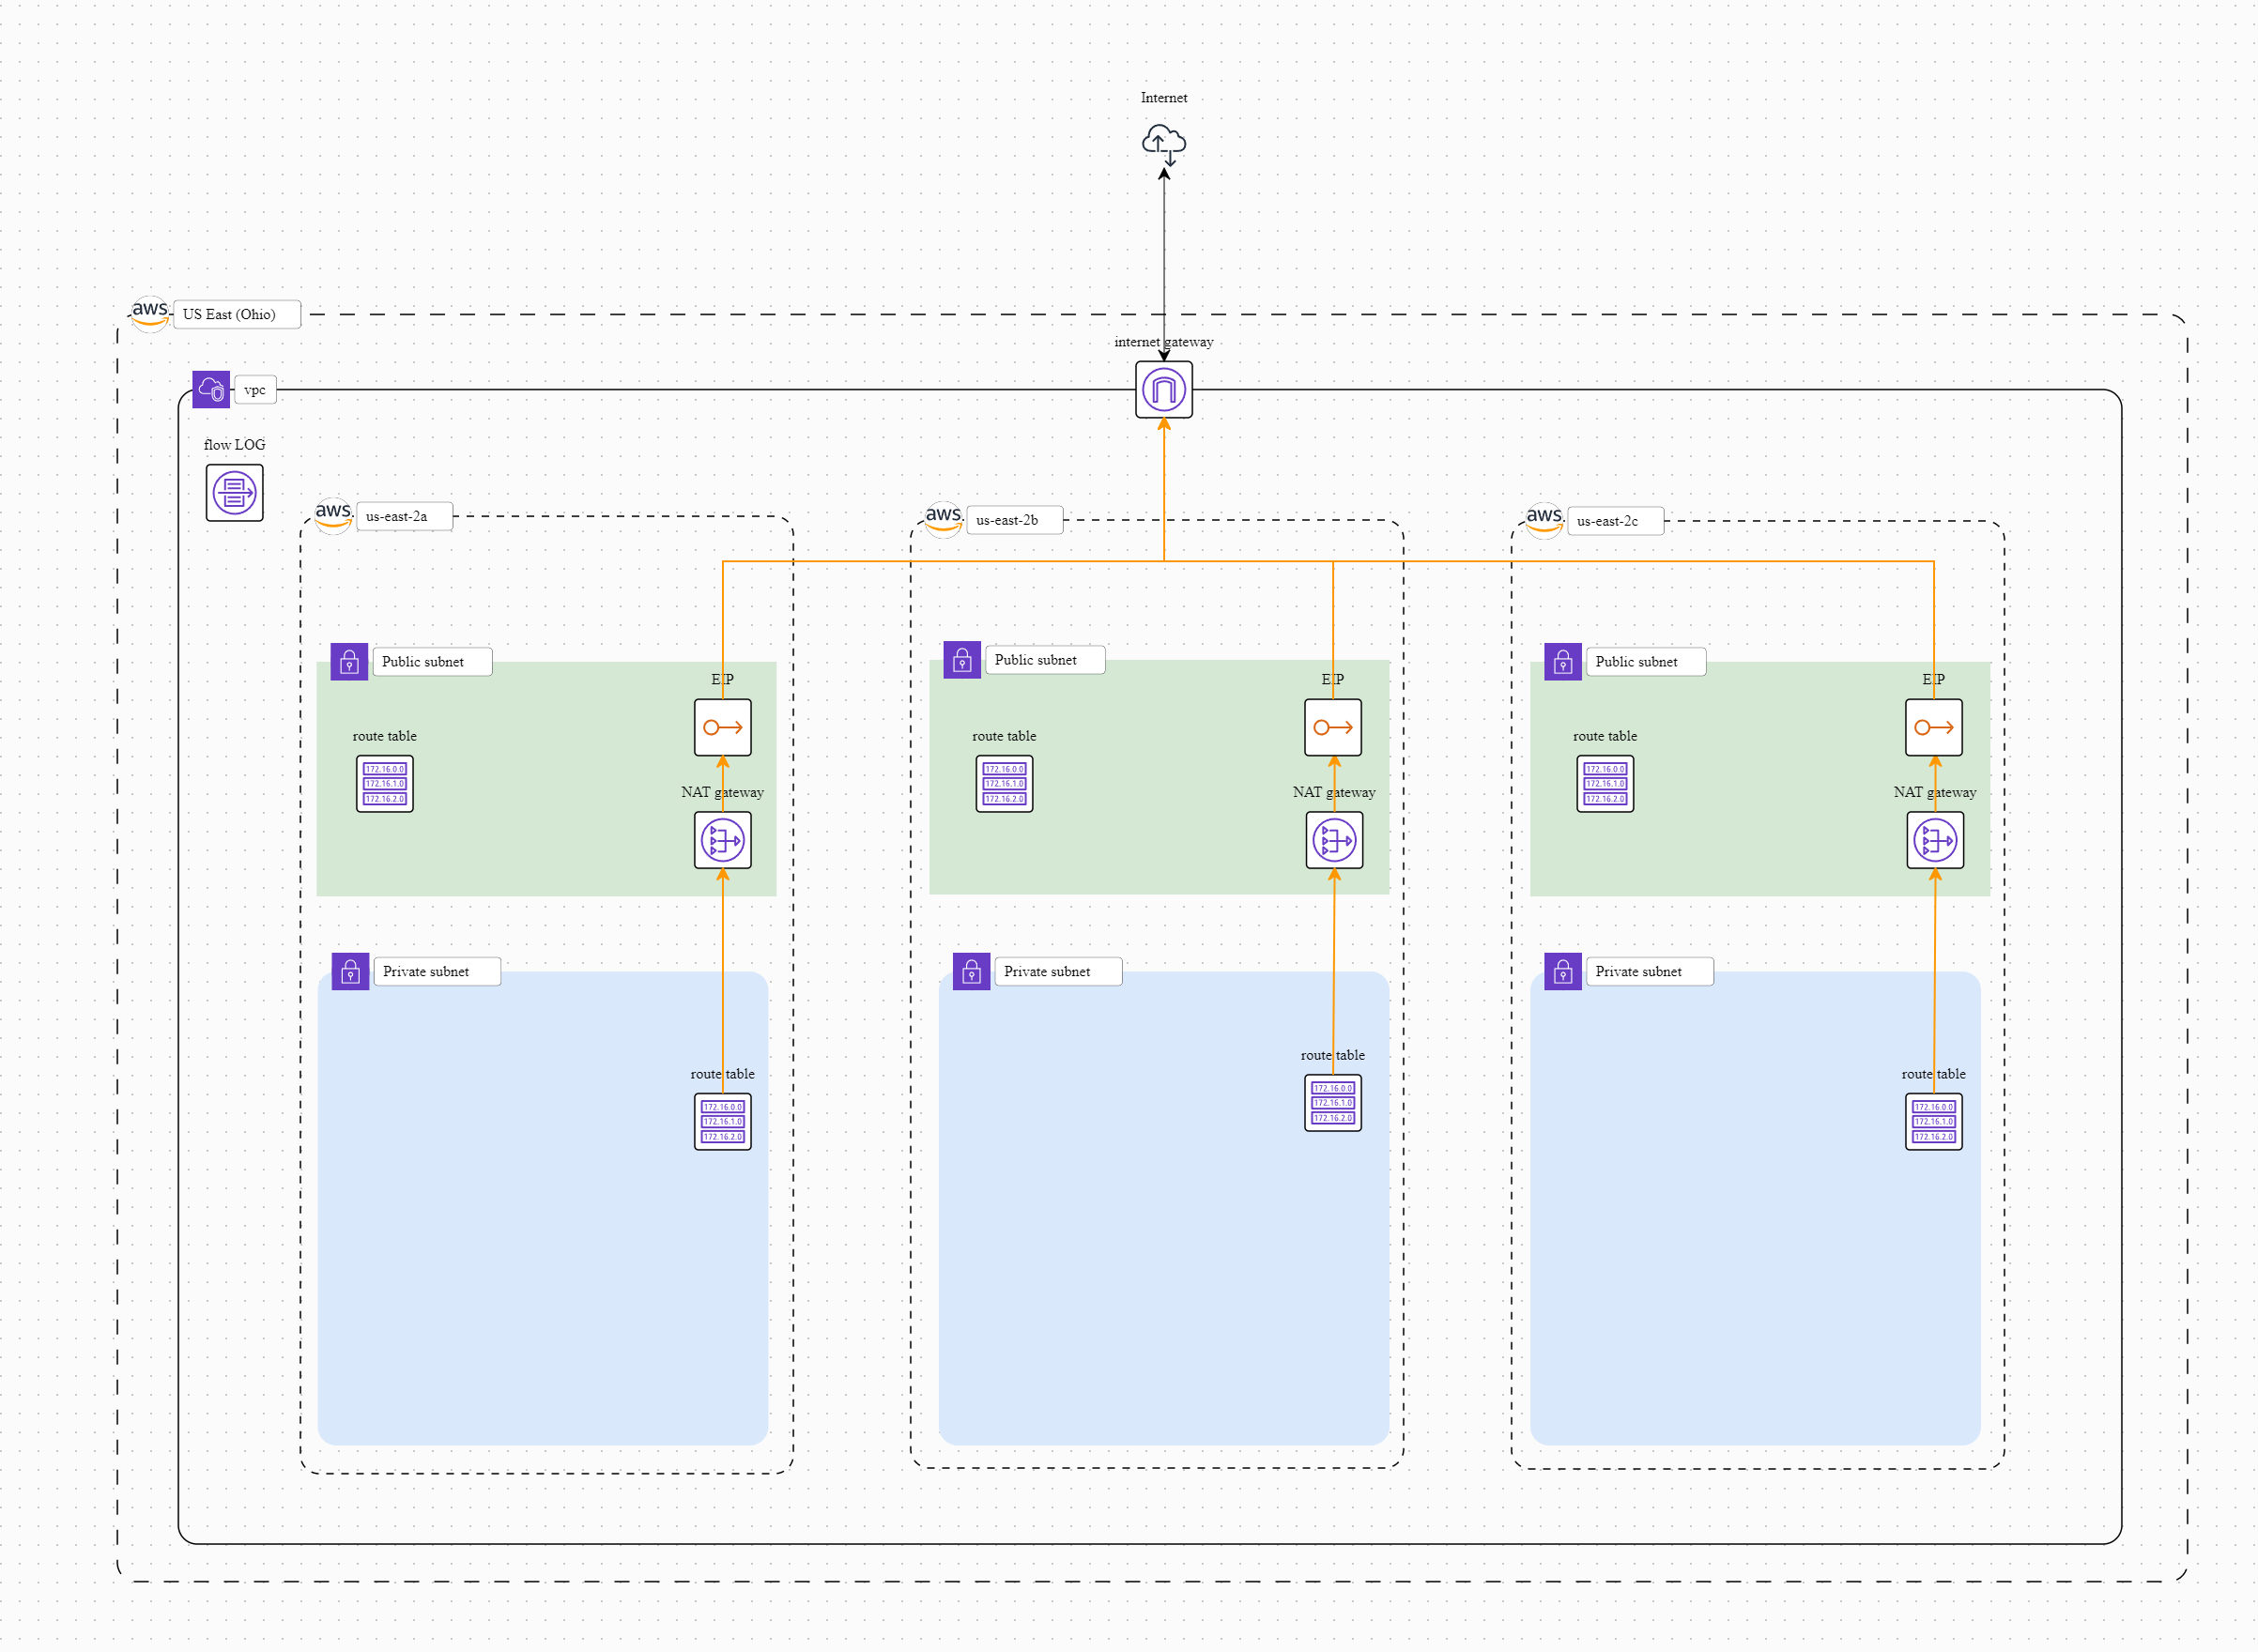 Internet
aws
US East (Ohio)
internet gateway
vpc
flow LOG
aws
us-east-2a
aws
us-east-2b
aws
us-east-2c
Public subnet
EIP
route table
172.16.0.0
172.16.1.0
172.16.2.0
NAT gateway
Public subnet
EIP
route table
172.16.0.0
172.16.1.0
172.16.2.0
NAT gateway
Public subnet
EIP
route table
172.16.0.0
172.16.1.0
172.16.2.0
NAT gateway
Private subnet
route table
172.16.0.0
172.16.1.0
172.16.2.0
Private subnet
route table
172.16.0.0
172.16.1.0
172.16.2.0
Private subnet
route table
172.16.0.0
172.16.1.0
172.16.2.0